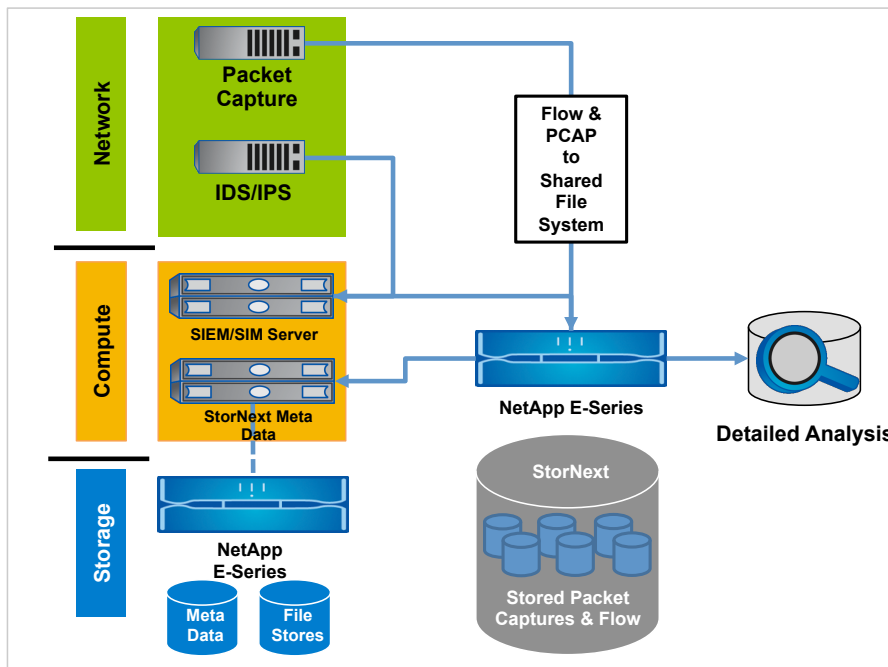 Network
Packet
Capture
IDS/IPS
Flow &
PCAP
to
Shared
File
System
Compute
SIEM/SIM Server
StorNext Meta
Data
NetApp E-Series
Detailed Analysis
Storage
NetApp
E-Series
Meta
Data
File
Stores
StorNext
Stored Packet
Captures & Flow